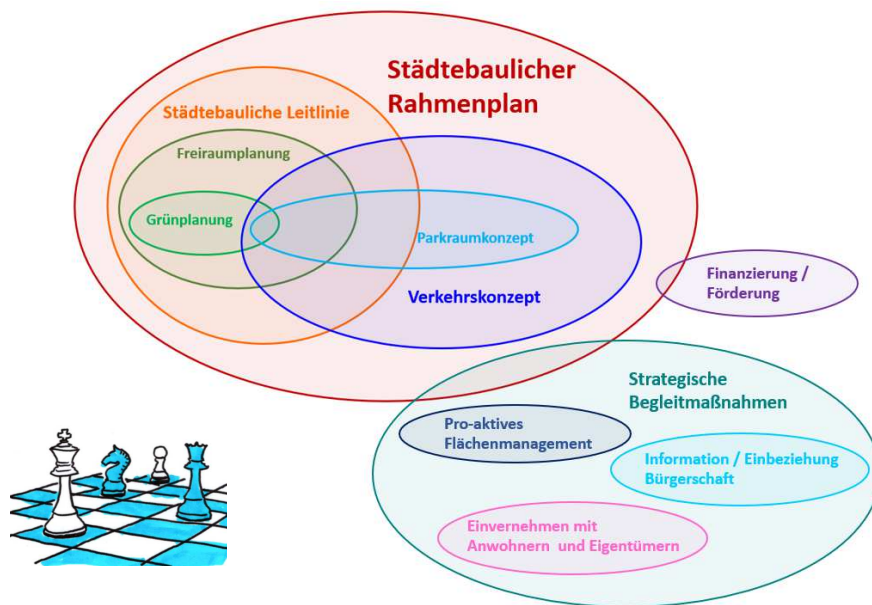 Städtebaulicher
Rahmenplan
Städtebauliche Leitlinie
Freiraumplanung
Grünplanung
Parkraumkonzept
Verkehrskonzept
Finanzierung /
Förderung
Strategische
Begleitmaßnahmen
Pro-aktives
Flächenmanagement
Information / Einbeziehung
Bürgerschaft
Einvernehmen mit
Anwohnern und Eigentümern